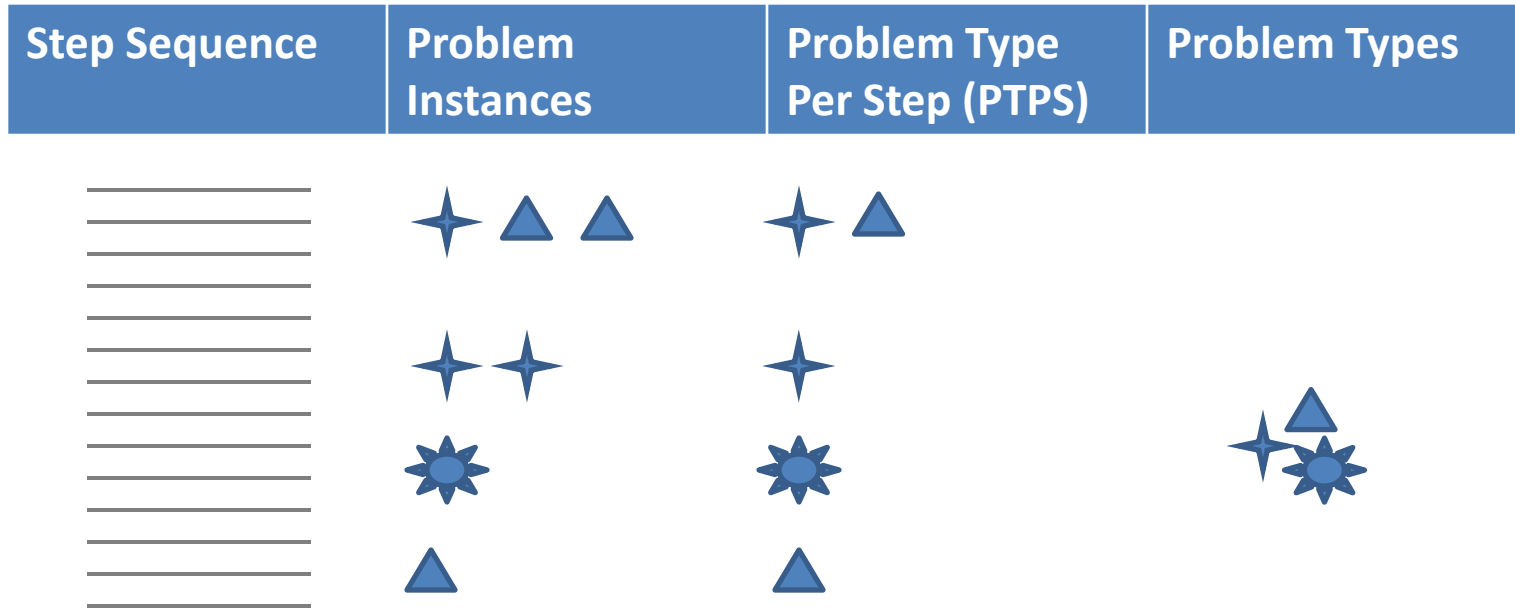 Step Sequence
Problem
Instances
Problem Type
Per Step (PTPS)
Problem Types